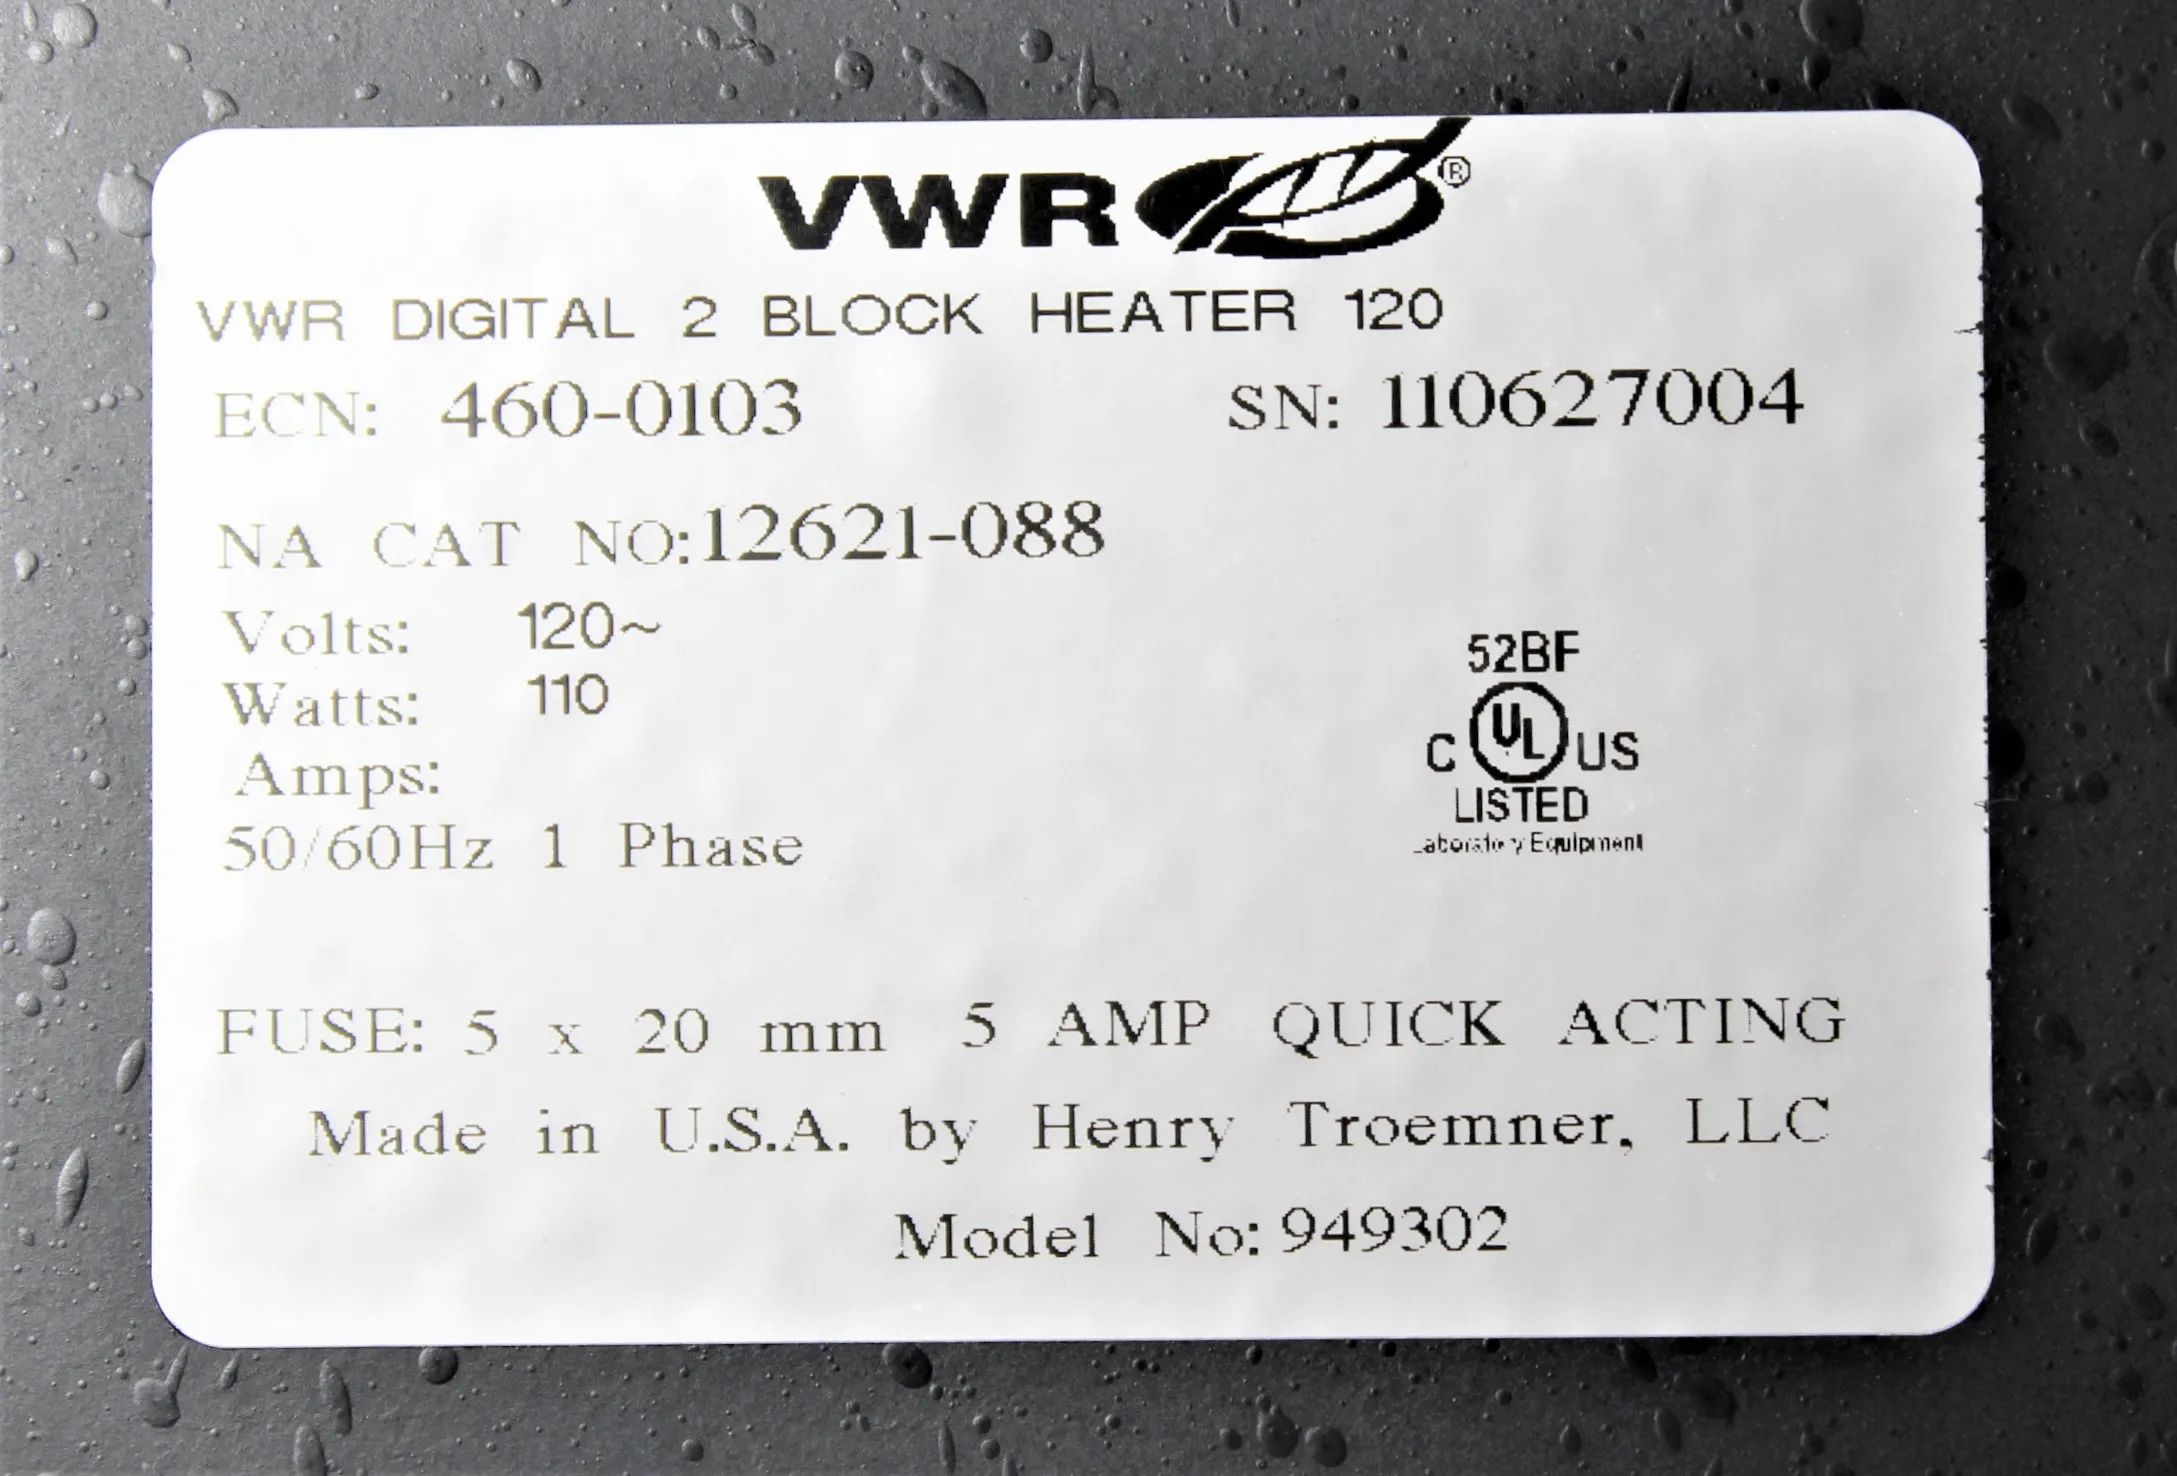 VWR®
VWR DIGITAL 2 BLOCK HEATER 120
ECN: 460-0103 SN: 110627004
NA CAT NO:12621-088
Volts: 120~
Watts: 110
Amps:
50/60Hz 1 Phase
52BF
C UL US
LISTED
Laboratory Equipment
FUSE: 5 x 20 mm 5 AMP QUICK ACTING
Made in U.S.A. by Henry Troemner, LLC
Model No: 949302